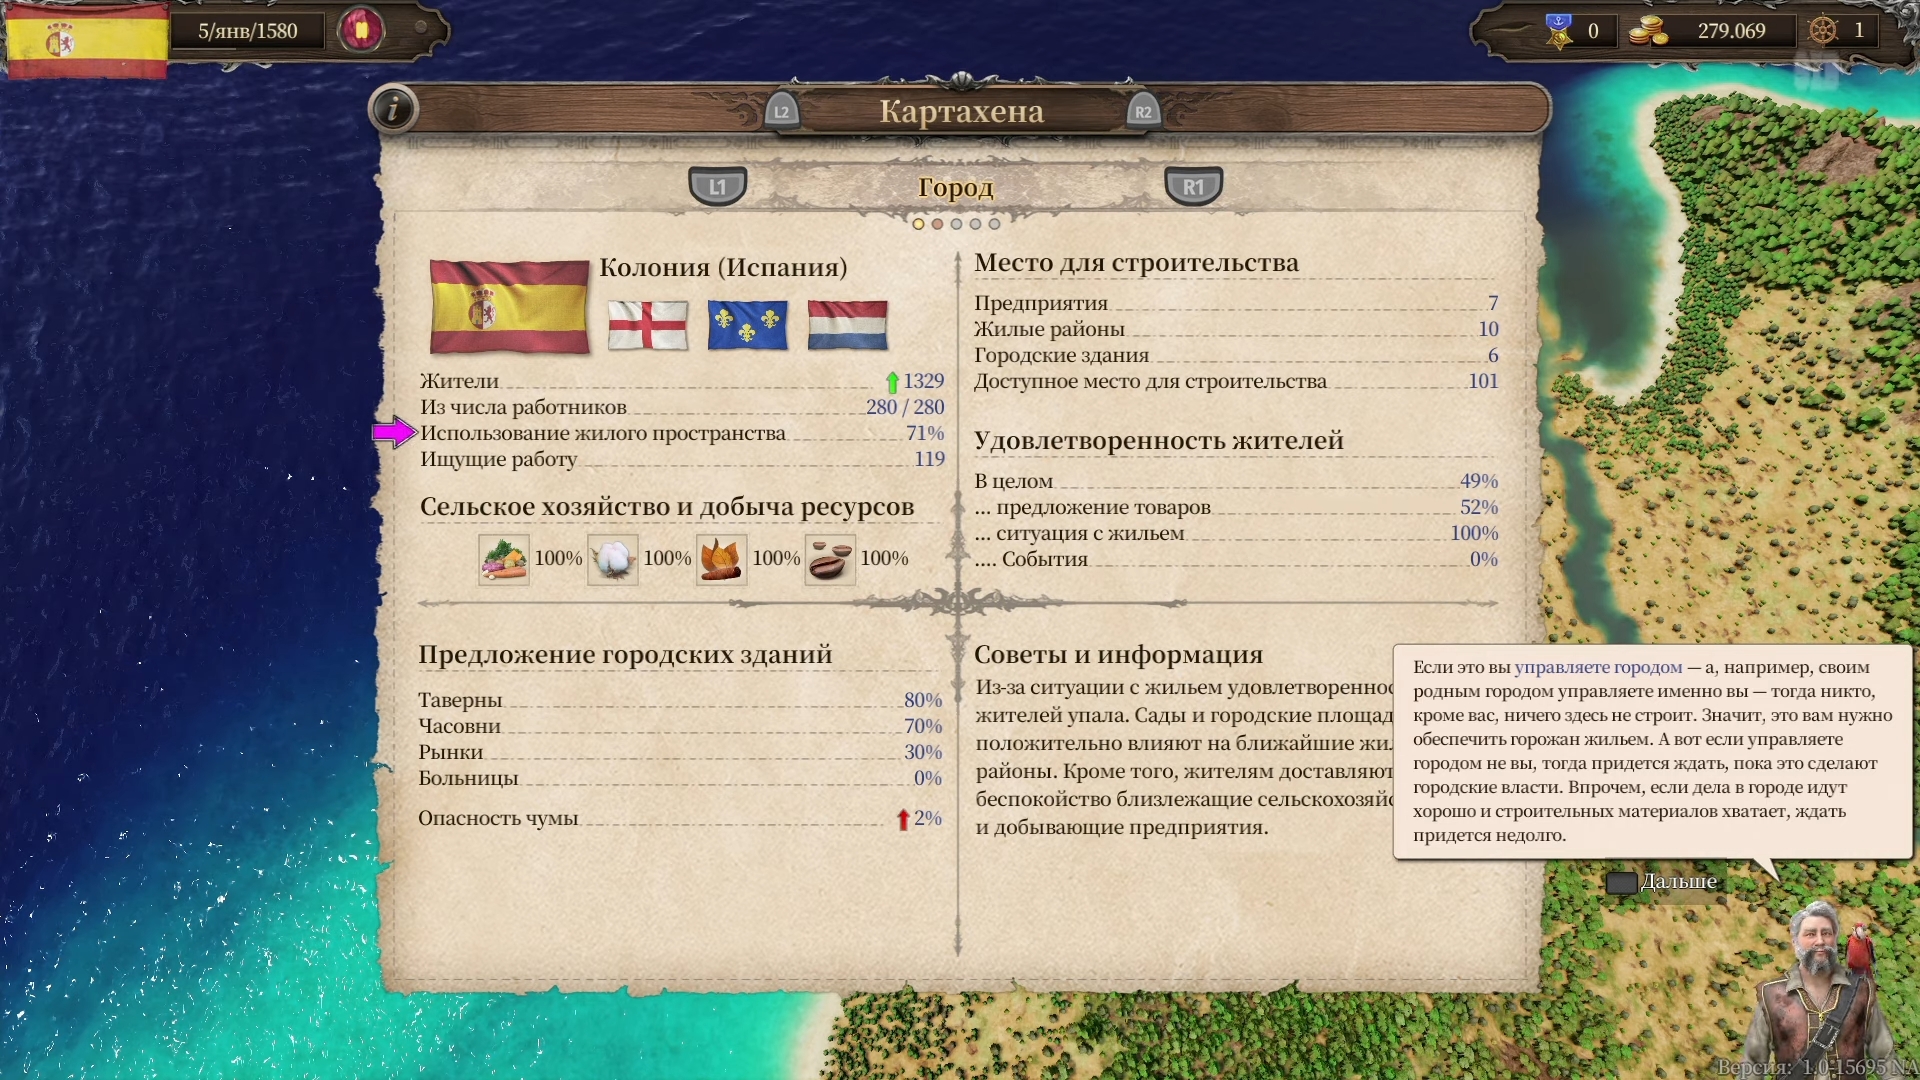 5/янв/1580
0
279.069
1
L2
Картахена
R2
L1
Город
R1
Колония (Испания)
Жители 1329
Из числа работников 280 / 280
Использование жилого пространства 71%
Ищущие работу 119
Сельское хозяйство и добыча ресурсов
100% 100% 100% 100%
Место для строительства
Предприятия 7
Жилые районы 10
Городские здания 6
Доступное место для строительства 101
Удовлетворенность жителей
В целом 49%
... предложение товаров 52%
... ситуация с жильем 100%
.... События 0%
Предложение городских зданий
Таверны 80%
Часовни 70%
Рынки 30%
Больницы 0%
Опасность чумы 2%
Советы и информация
Из-за ситуации с жильем
жителей упала. Сады и городские
положительно влияют на ближайшие
районы. Кроме того, жителям доставляют
беспокойство близлежащие
и добывающие предприятия.
Если это вы управляете городом — а, например, своим
родным городом управляете именно вы — тогда никто,
кроме вас, ничего здесь не строит. Значит, это вам нужно
обеспечить горожан жильем. А вот если управляете
городом не вы, тогда придется ждать, пока это сделают
городские власти. Впрочем, если дела в городе идут
хорошо и строительных материалов хватает, ждать
придется недолго.
Дальше
Версия: 1.0-15695 NA